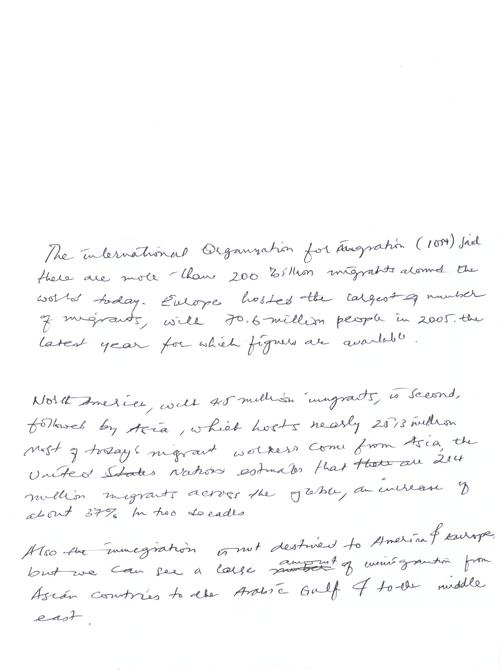 The international Organization for migration (IOM) said
there are more than 200 Billion migrants around the
world today. Europe hosted the largest of number
of migrants, with 70.6 million people in 2005. the
latest year for which figures are available.
North America, with 45 million immigrants, is second,
followed by Asia, which hosts nearly 25.3 million
Most of today's migrant workers come from Asia, the
United States Nations estimates that there are 214
million migrants across the globe, an increase of
about 37% In two decades
Also the immegration is not destined to America & europe.
but we can see a large number amount of immigrantion from
Asian Countries to the Arabic Gulf & to the middle
east.